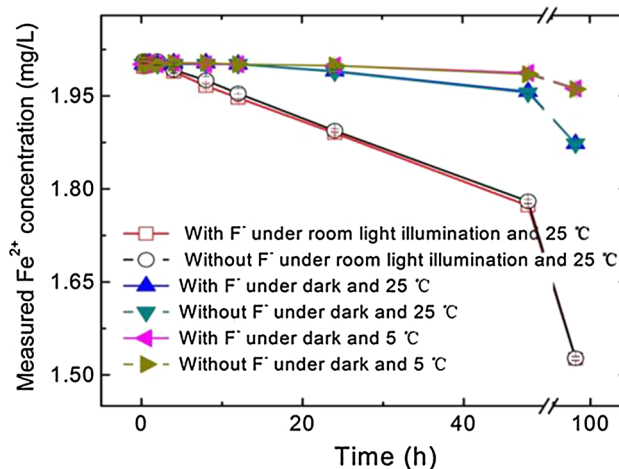 Measured Fe²⁺ concentration (mg/L)
1.95
1.80
1.65
1.50
With F⁻ under room light illumination and 25 ℃
Without F⁻ under room light illumination and 25 ℃
With F⁻ under dark and 25 ℃
Without F⁻ under dark and 25 ℃
With F⁻ under dark and 5 ℃
Without F⁻ under dark and 5 ℃
0 20 40 100
Time (h)